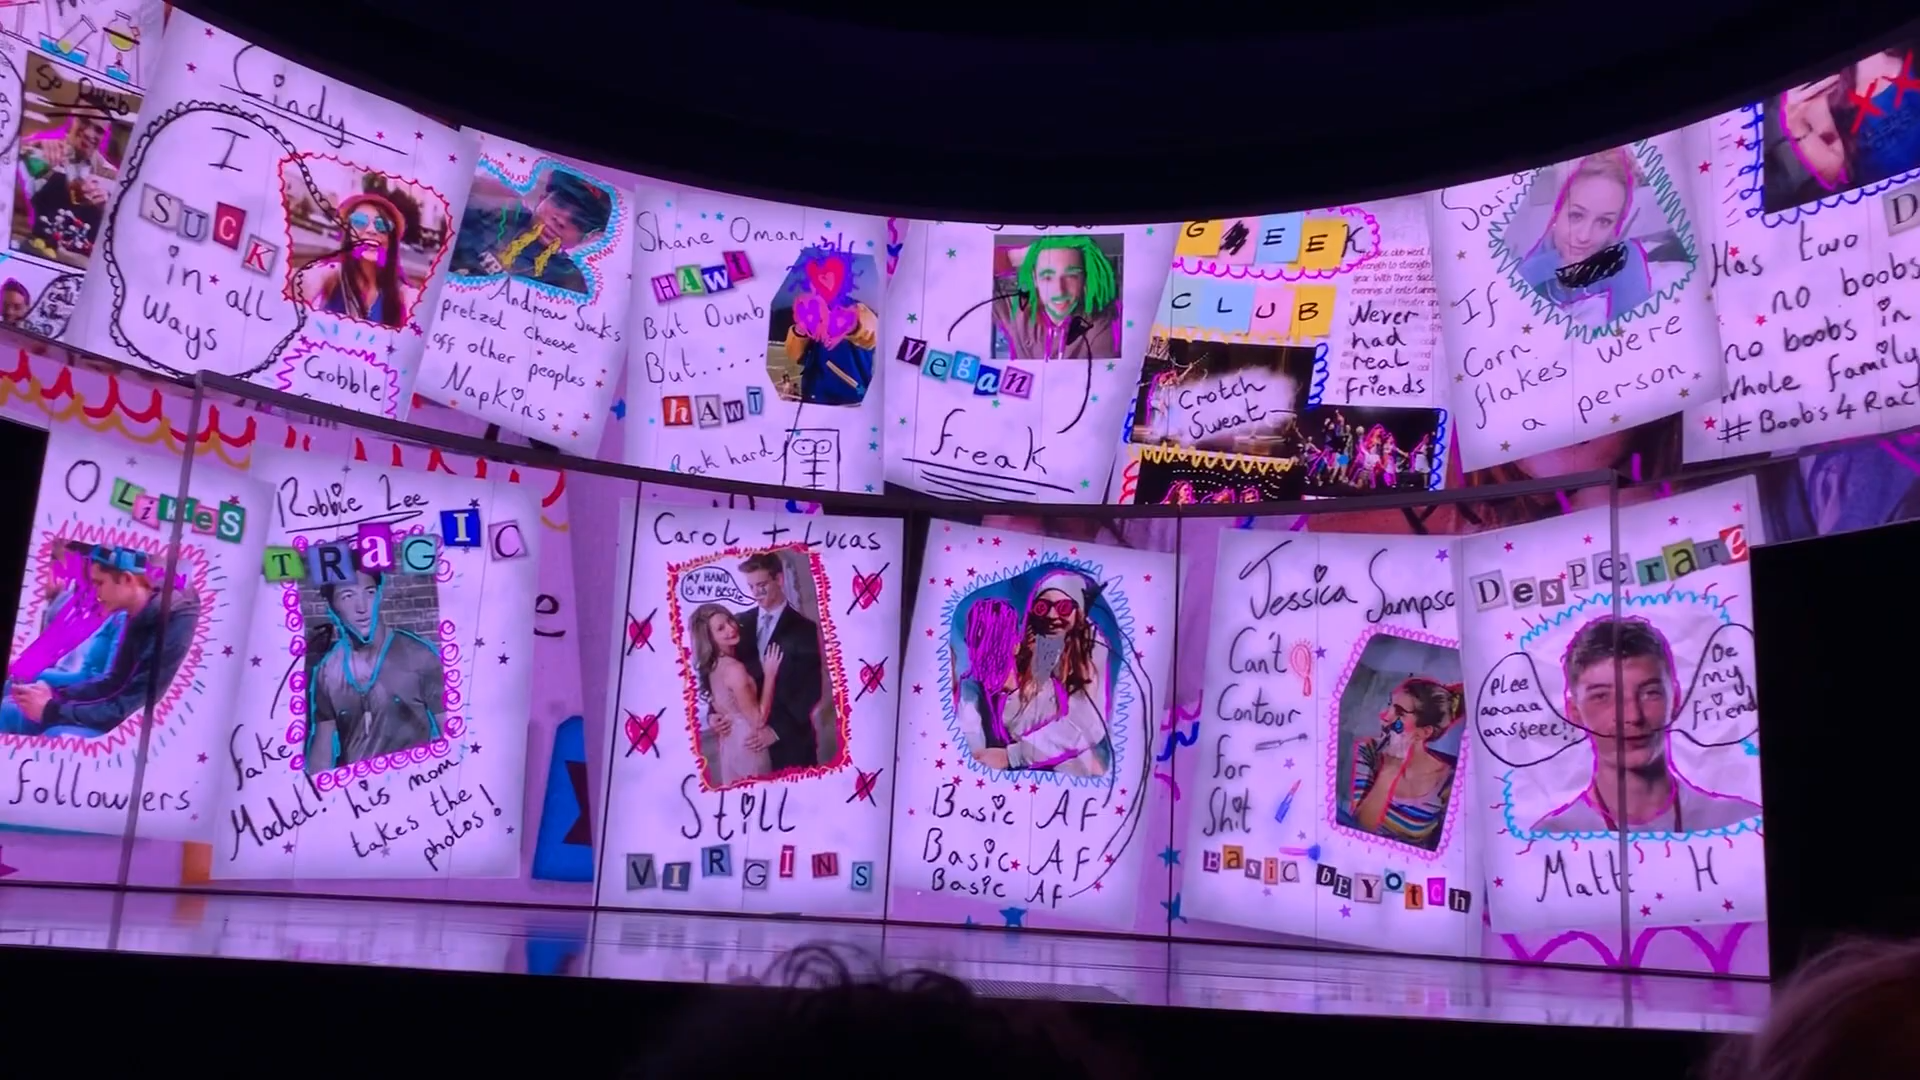 So Dumb
Cindy
I
SUCK
in all
ways
Gobble
Andrew Sucks
pretzel cheese
off other
peoples
Napkins
Shane Oman
HAWT
But Dumb
But....
hAWT
Rock hard
Vegan
freak
GEEK
CLUB
Never
had
real
friends
Crotch
Sweat
If
Corn
flakes were
a person
Has two
no boobs
no boobs in
whole family
O LikeS
followers
Robbie Lee
TRaGIC
fake
Model! his mom
takes the
photos!
Carol + Lucas
MY HAND
IS MY BESTIE
Still
VIRGINS
Basic AF
Basic AF
Basic AF
Jessica
Can't
Contour
for
Shit
Basic bEYotch
DesPerate
Plee
aaaaa
aasfeee!!
be
my
friend
Matt H